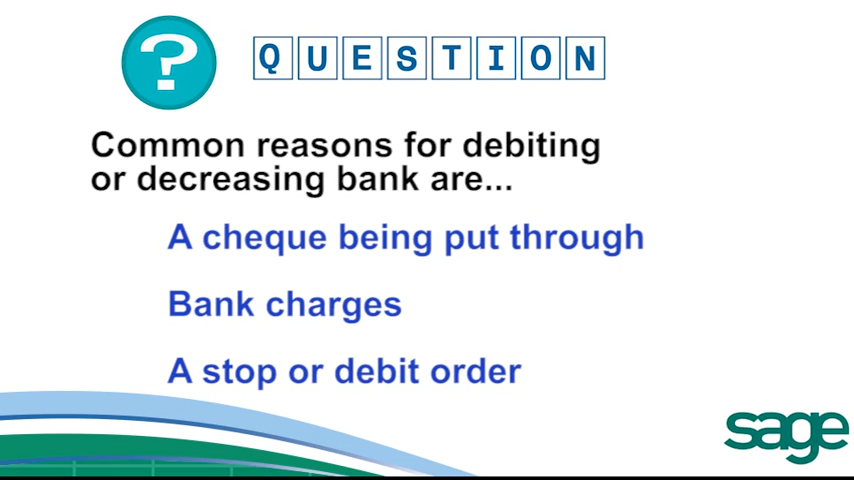 ?
QUESTION
Common reasons for debiting
or decreasing bank are...
A cheque being put through
Bank charges
A stop or debit order
sage